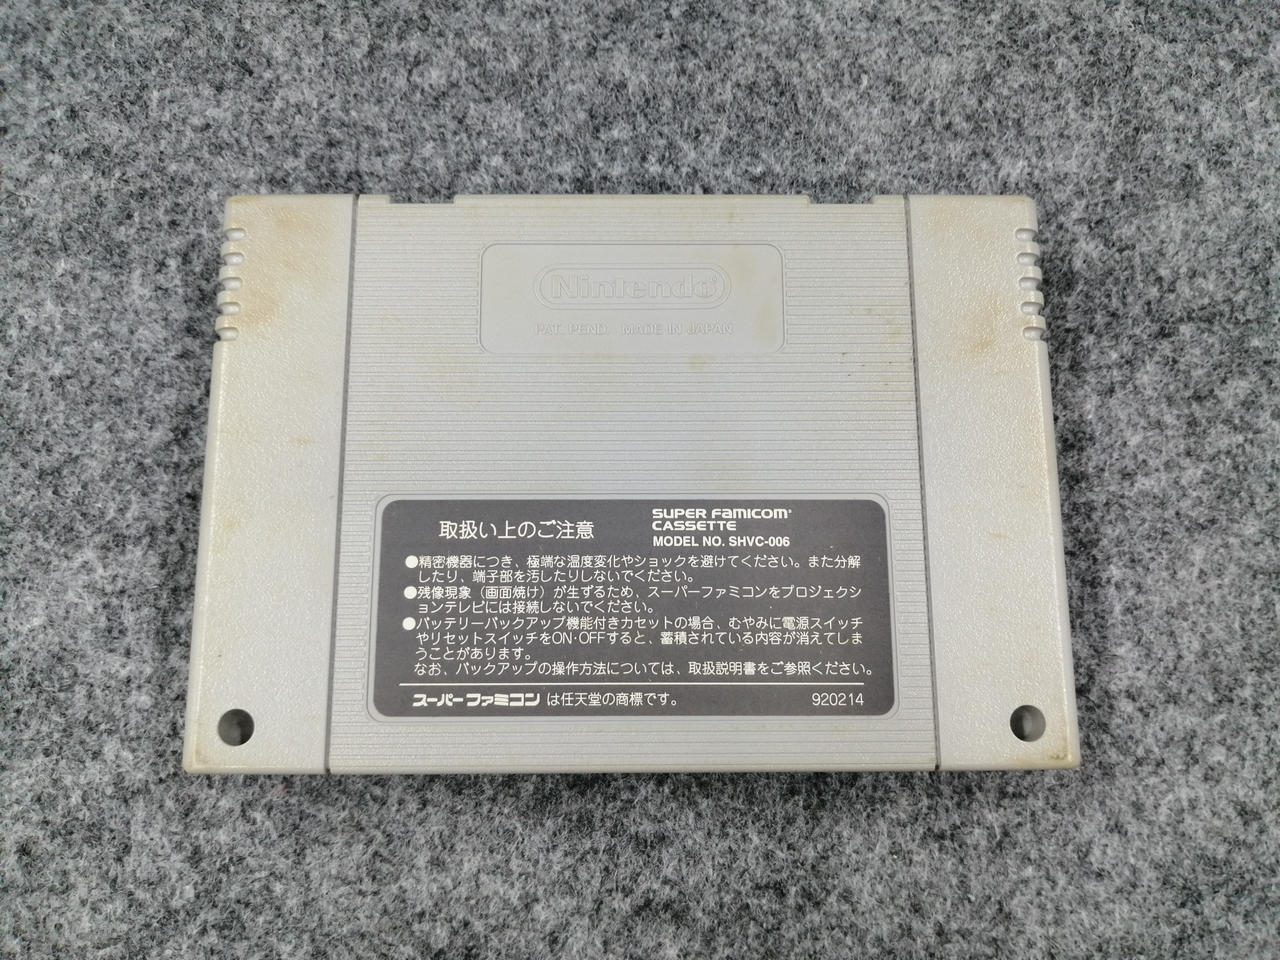 Nintendo
PAT. PEND. MADE IN JAPAN
取扱い上のご注意
SUPER FAMICOM
CASSETTE
MODEL NO. SHVC-006
●精密機器につき、極端な温度変化やショックを避けてください。また分解
したり、端子部を汚したりしないでください。
●残像現象（画面焼け）が生ずるため、スーパーファミコンをプロジェクシ
ョンテレビには接続しないでください。
●バッテリーバックアップ機能付きカセットの場合、むやみに電源スイッチ
やリセットスイッチをON・OFFすると、蓄積されている内容が消えてしま
うことがあります。
なお、バックアップの操作方法については、取扱説明書をご参照ください。
スーパーファミコン は任天堂の商標です。
920214